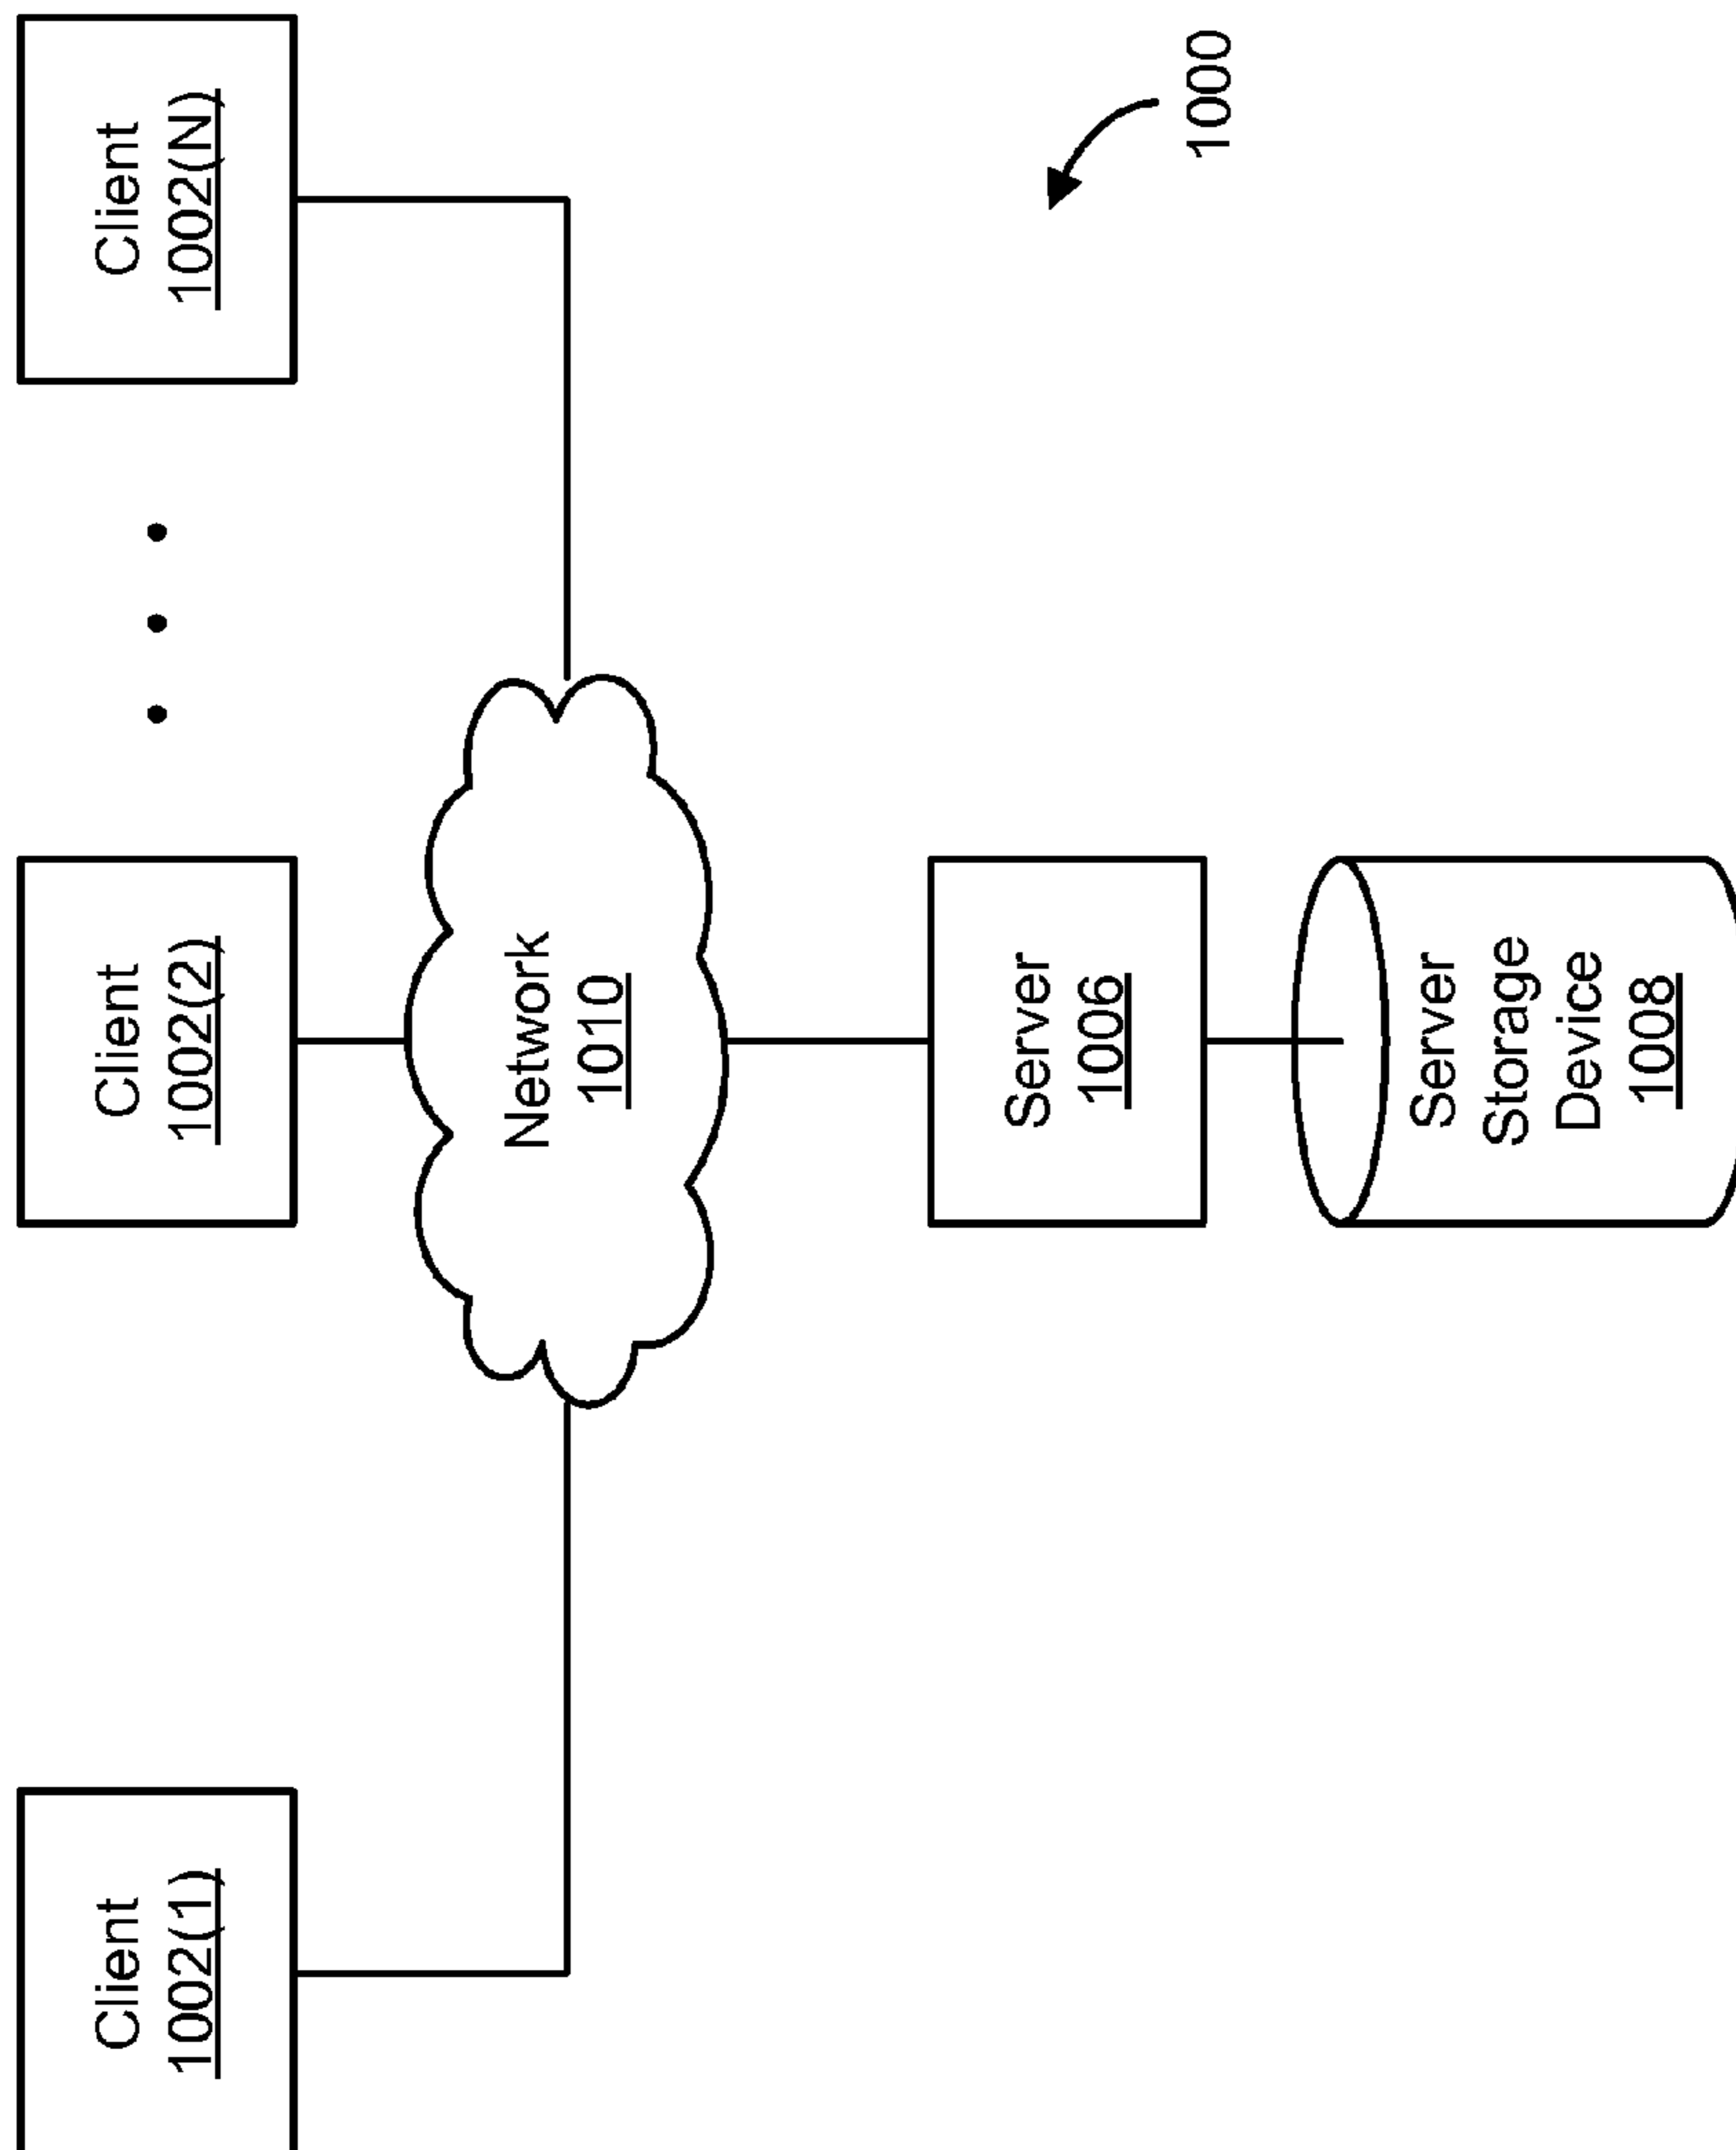 Client
1002(1)
Client
1002(2)
Client
1002(N)
Network
1010
Server
1006
Server
Storage
Device
1008
1000